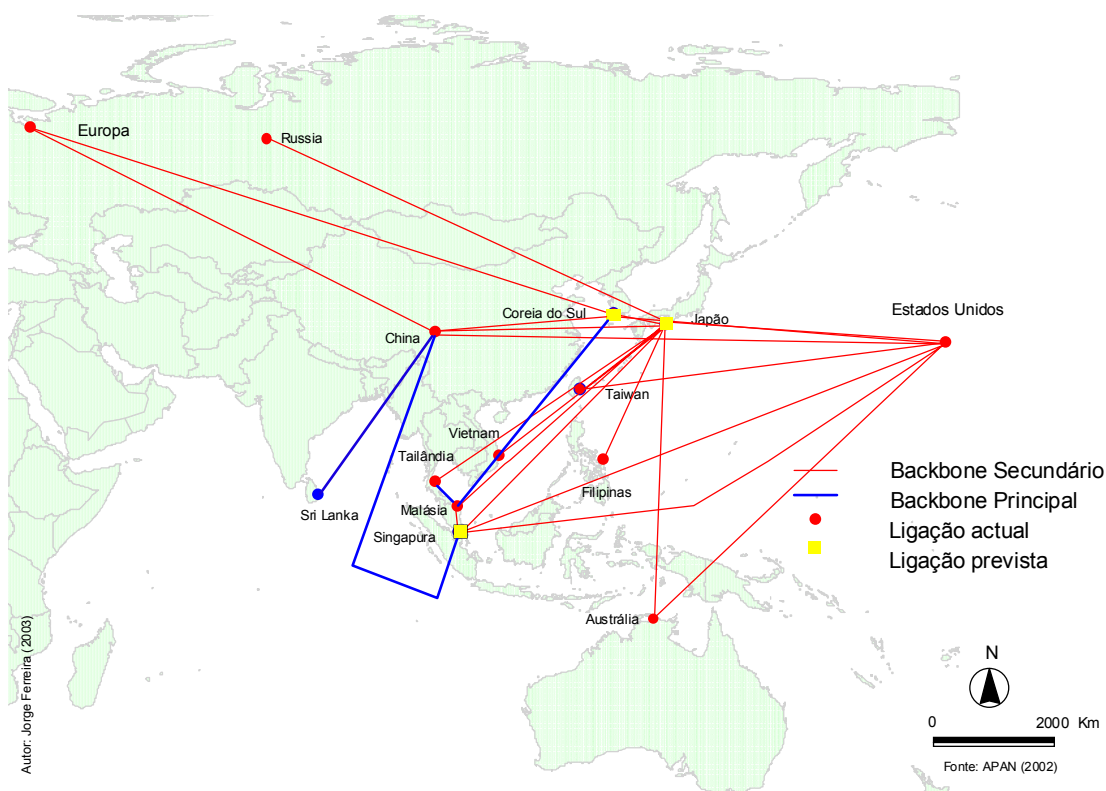 Europa
Russia
Coreia do Sul
Japão
Estados Unidos
China
Taiwan
Vietnam
Tailândia
Filipinas
Malásia
Sri Lanka
Singapura
Backbone Secundário
Backbone Principal
Ligação actual
Ligação prevista
Austrália
N
0 2000 Km
Fonte: APAN (2002)
Autor: Jorge Ferreira (2003)